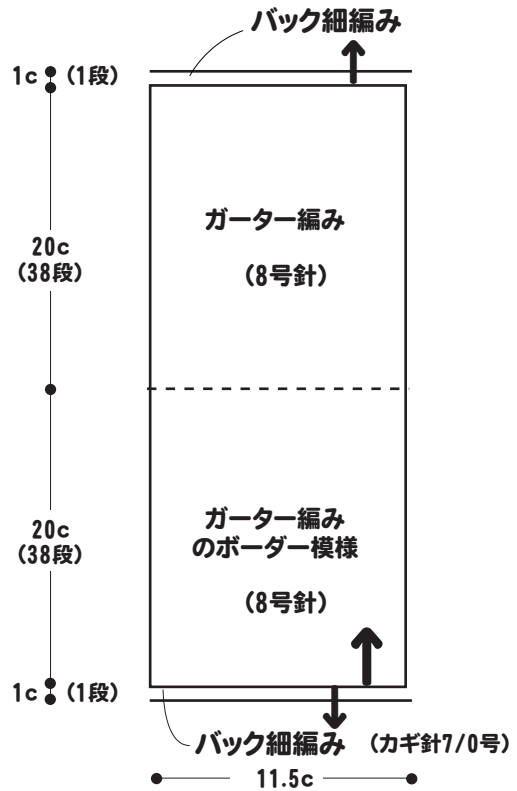 バック細編み
1c （1段）
ガーター編み
（8号針）
20c
（38段）
ガーター編み
のボーダー模様
（8号針）
20c
（38段）
1c （1段）
バック細編み （カギ針7/0号）
11.5c